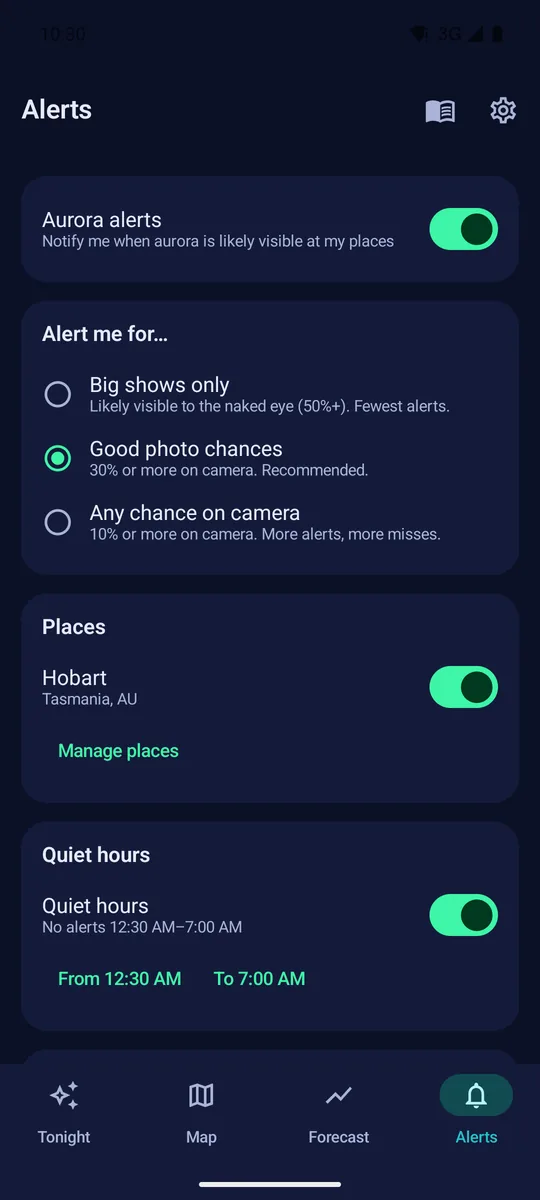 10:30
3G
Alerts
Aurora alerts
Notify me when aurora is likely visible at my places
Alert me for…
Big shows only
Likely visible to the naked eye (50%+). Fewest alerts.
Good photo chances
30% or more on camera. Recommended.
Any chance on camera
10% or more on camera. More alerts, more misses.
Places
Hobart
Tasmania, AU
Manage places
Quiet hours
Quiet hours
No alerts 12:30 AM–7:00 AM
From 12:30 AM To 7:00 AM
Tonight Map Forecast Alerts